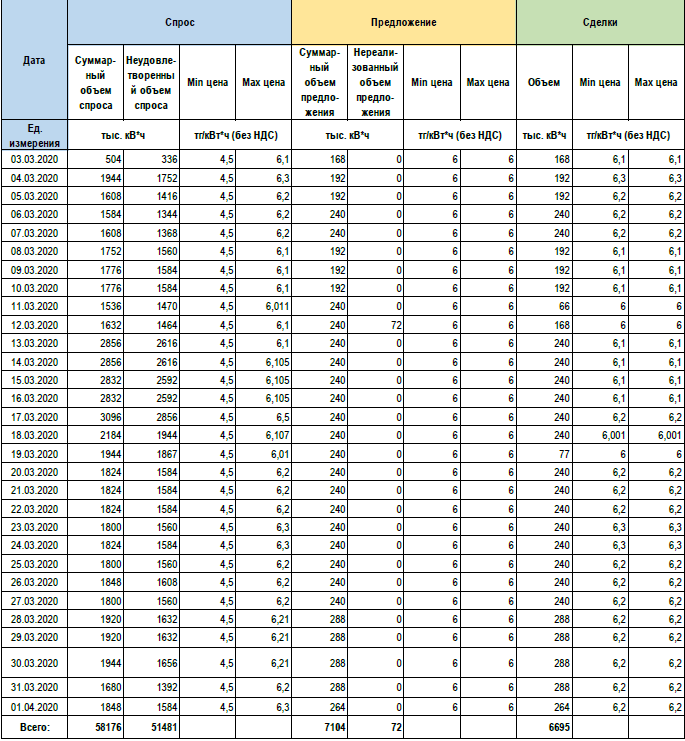 Дата Спрос Предложение Сделки
Суммар-ный объем спроса Неудовле-творенны й объем спроса Min цена Max цена Суммар-ный объем предло-жения Нереали-зованный объем предло-жения Min цена Max цена Объем Min цена Max цена
Ед. измерения тыс. кВ*ч тг/кВт*ч (без НДС) тыс. кВ*ч тг/кВт*ч (без НДС) тыс. кВ*ч тг/кВт*ч (без НДС)
03.03.2020 504 336 4,5 6,1 168 0 6 6 168 6,1 6,1
04.03.2020 1944 1752 4,5 6,3 192 0 6 6 192 6,3 6,3
05.03.2020 1608 1416 4,5 6,2 192 0 6 6 192 6,2 6,2
06.03.2020 1584 1344 4,5 6,2 240 0 6 6 240 6,2 6,2
07.03.2020 1608 1368 4,5 6,2 240 0 6 6 240 6,2 6,2
08.03.2020 1752 1560 4,5 6,1 192 0 6 6 192 6,1 6,1
09.03.2020 1776 1584 4,5 6,1 192 0 6 6 192 6,1 6,1
10.03.2020 1776 1584 4,5 6,1 192 0 6 6 192 6,1 6,1
11.03.2020 1536 1470 4,5 6,011 240 0 6 6 66 6 6
12.03.2020 1632 1464 4,5 6,1 240 72 6 6 168 6 6
13.03.2020 2856 2616 4,5 6,1 240 0 6 6 240 6,1 6,1
14.03.2020 2856 2616 4,5 6,105 240 0 6 6 240 6,1 6,1
15.03.2020 2832 2592 4,5 6,105 240 0 6 6 240 6,1 6,1
16.03.2020 2832 2592 4,5 6,105 240 0 6 6 240 6,1 6,1
17.03.2020 3096 2856 4,5 6,5 240 0 6 6 240 6,2 6,2
18.03.2020 2184 1944 4,5 6,107 240 0 6 6 240 6,001 6,001
19.03.2020 1944 1867 4,5 6,01 240 0 6 6 77 6 6
20.03.2020 1824 1584 4,5 6,2 240 0 6 6 240 6,2 6,2
21.03.2020 1824 1584 4,5 6,2 240 0 6 6 240 6,2 6,2
22.03.2020 1824 1584 4,5 6,2 240 0 6 6 240 6,2 6,2
23.03.2020 1800 1560 4,5 6,3 240 0 6 6 240 6,3 6,3
24.03.2020 1824 1584 4,5 6,3 240 0 6 6 240 6,3 6,3
25.03.2020 1800 1560 4,5 6,2 240 0 6 6 240 6,2 6,2
26.03.2020 1848 1608 4,5 6,2 240 0 6 6 240 6,2 6,2
27.03.2020 1800 1560 4,5 6,2 240 0 6 6 240 6,2 6,2
28.03.2020 1920 1632 4,5 6,21 288 0 6 6 288 6,2 6,2
29.03.2020 1920 1632 4,5 6,21 288 0 6 6 288 6,2 6,2
30.03.2020 1944 1656 4,5 6,21 288 0 6 6 288 6,2 6,2
31.03.2020 1680 1392 4,5 6,2 288 0 6 6 288 6,2 6,2
01.04.2020 1848 1584 4,5 6,3 264 0 6 6 264 6,2 6,2
Всего: 58176 51481 7104 72 6695